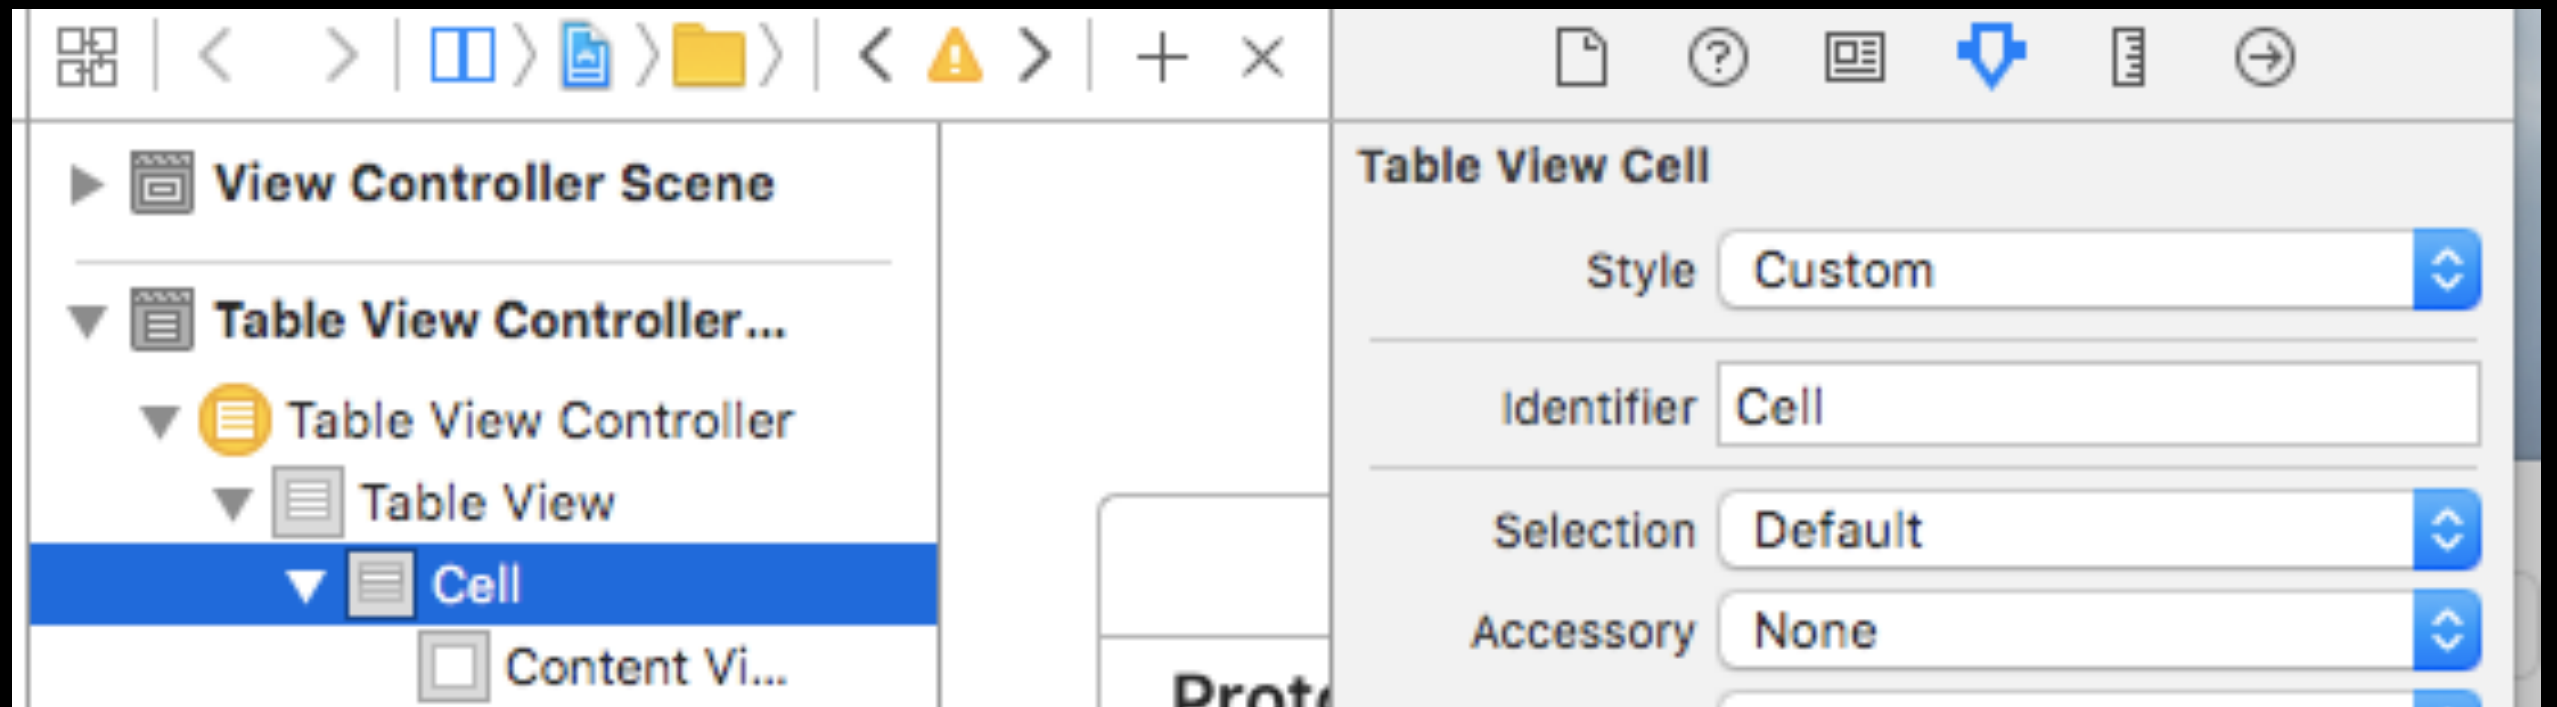 View Controller Scene
Table View Controller...
Table View Controller
Table View
Cell
Content Vi...
Table View Cell
Style Custom
Identifier Cell
Selection Default
Accessory None